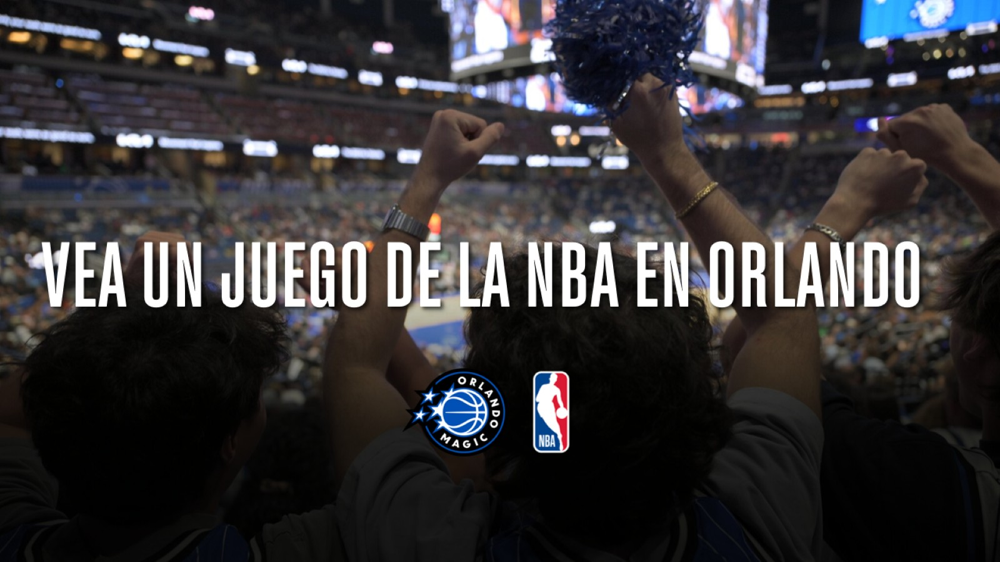 VEA UN JUEGO DE LA NBA EN ORLANDO
ORLANDO
MAGIC
NBA